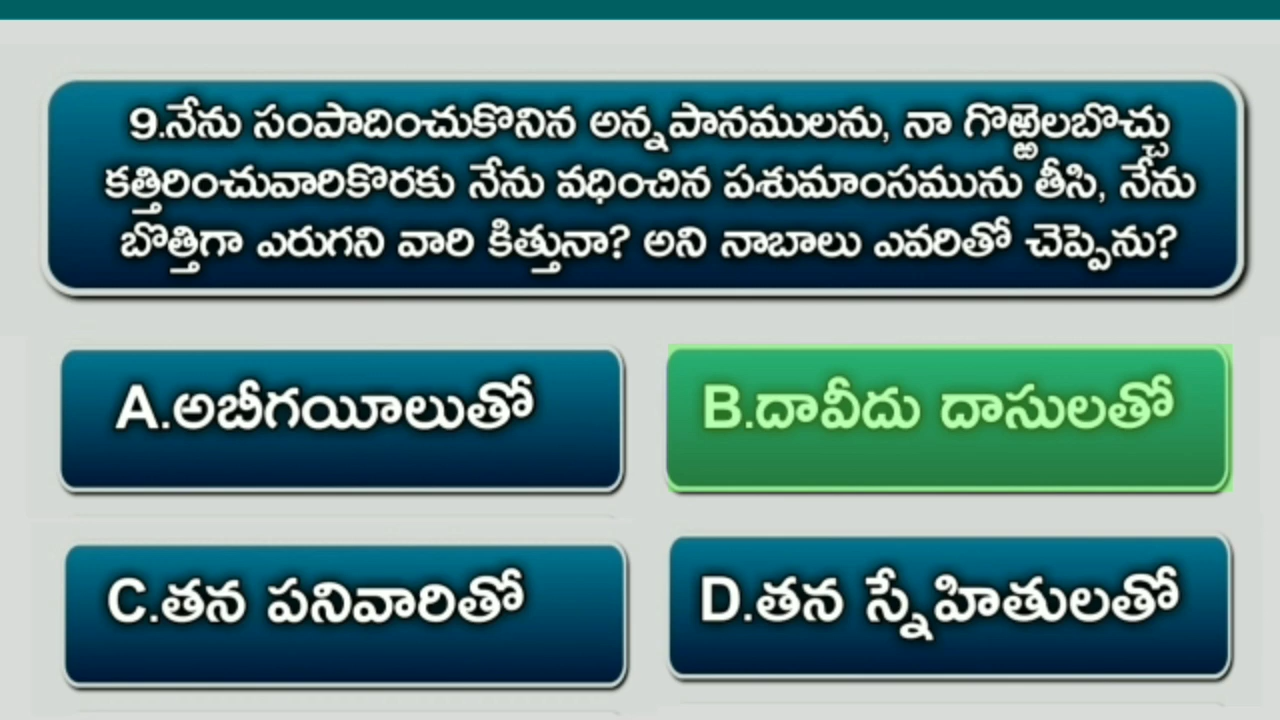 9.నేను సంపాదించుకొనిన అన్నపానములను, నా గొఱ్ఱెలబొచ్చు
కత్తిరించువారికొరకు నేను వధించిన పశుమాంసమును తీసి, నేను
బొత్తిగా ఎరుగని వారి కిత్తునా? అని నాబాలు ఎవరితో చెప్పెను?
A.అబీగయీలుతో
B.దావీదు దాసులతో
C.తన పనివారితో
D.తన స్నేహితులతో